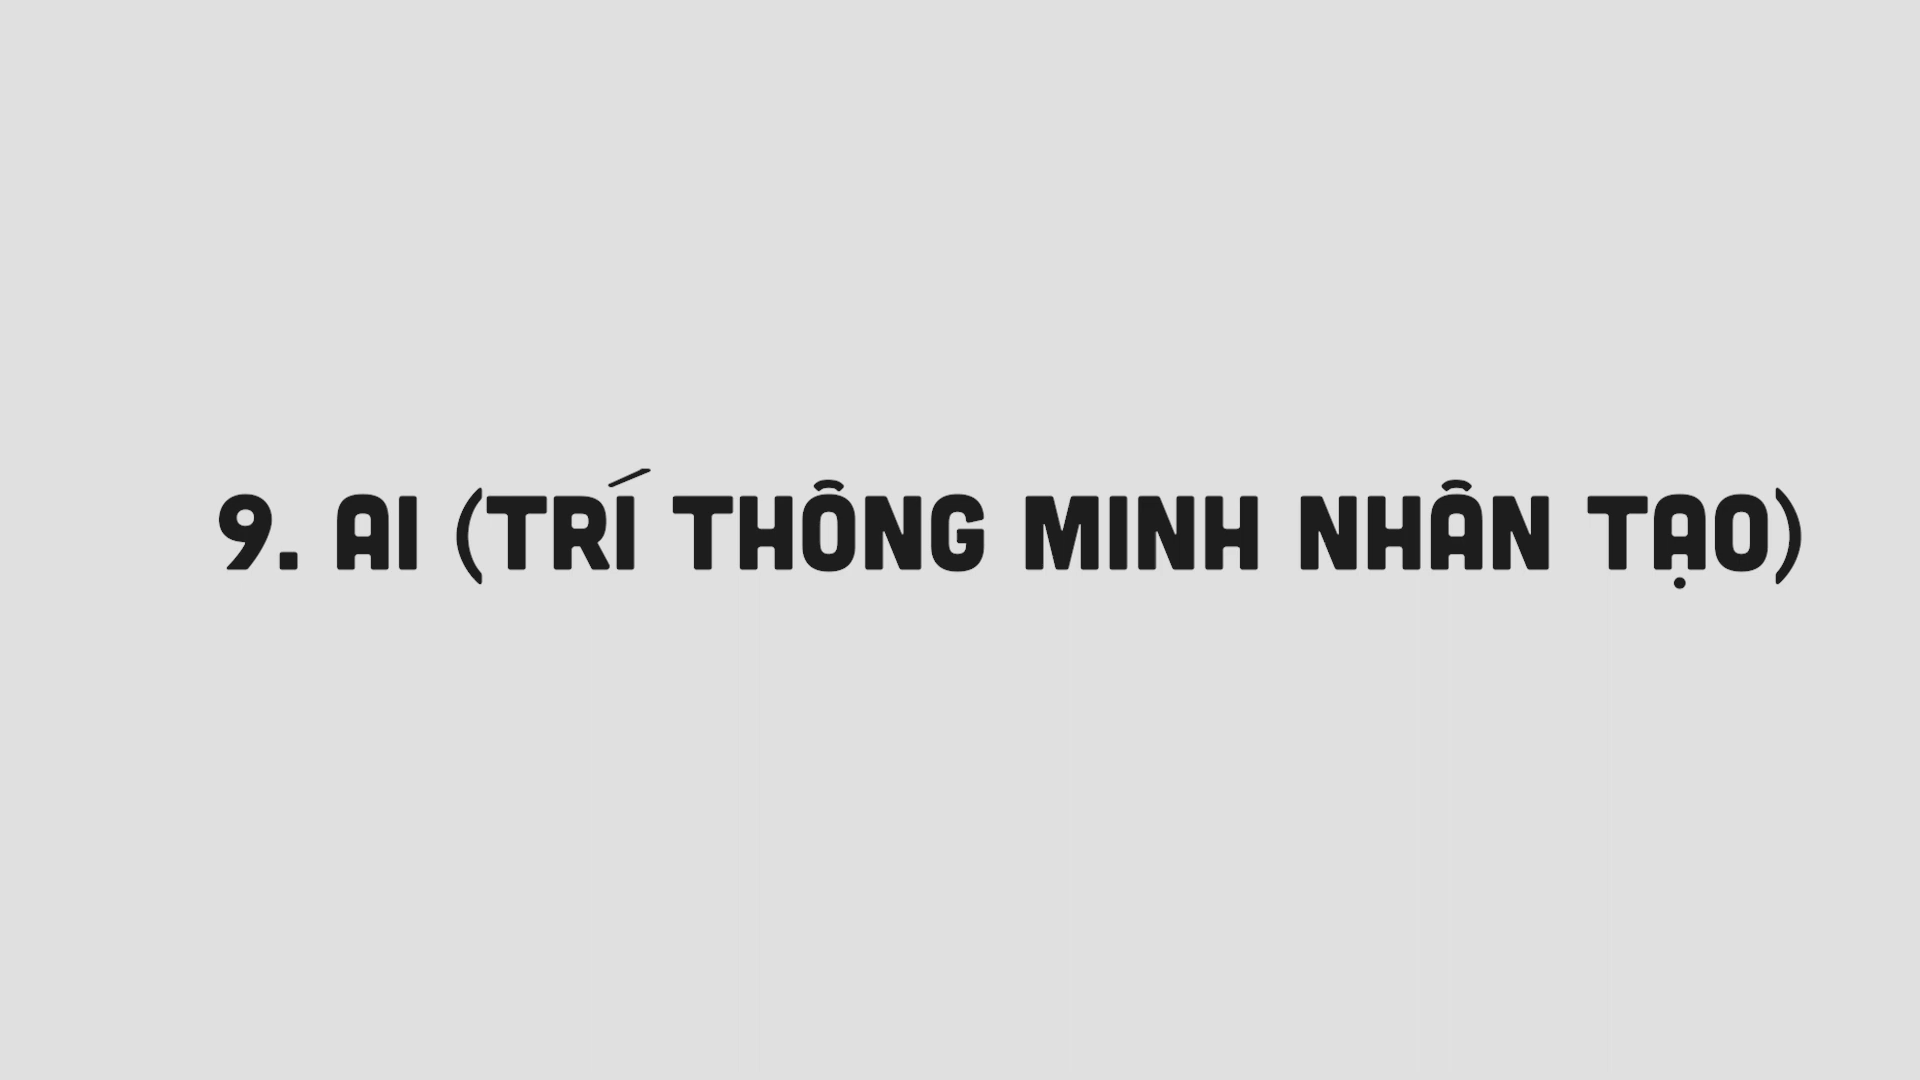 9. AI (TRÍ THÔNG MINH NHÂN TẠO)